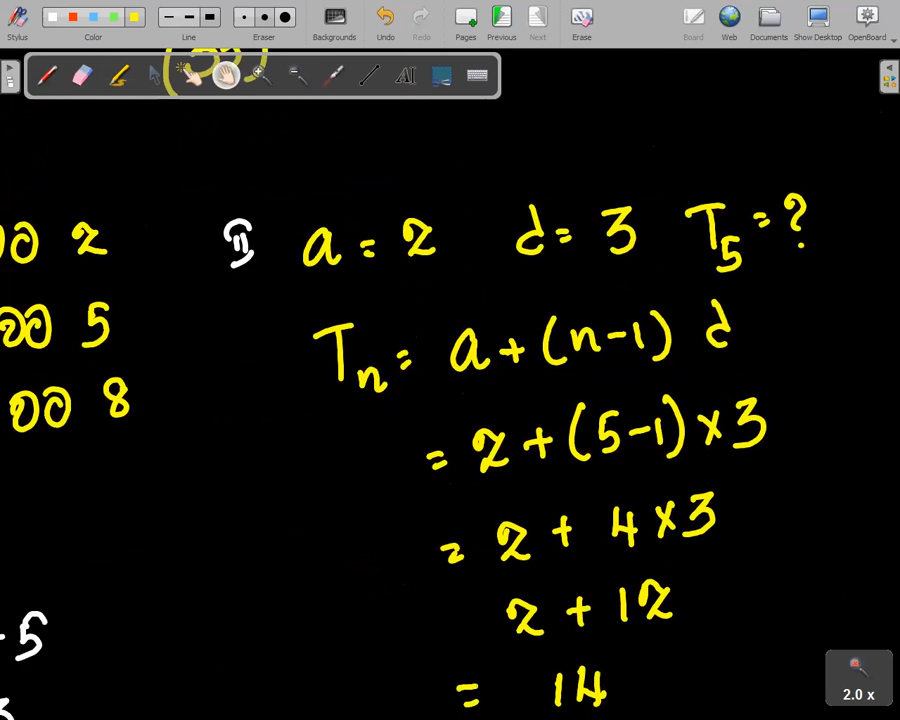 Color Line Eraser Backgrounds Undo Pages Previous Next Erase Board Web Documents Show Desktop OpenBoard
Stylus
a = 2 d = 3 T5 = ?
2
Tn = a + (n-1) d
5
= 2 + (5-1) × 3
8
= 2 + 4 × 3
2 + 12
-5
= 14
2.0 x